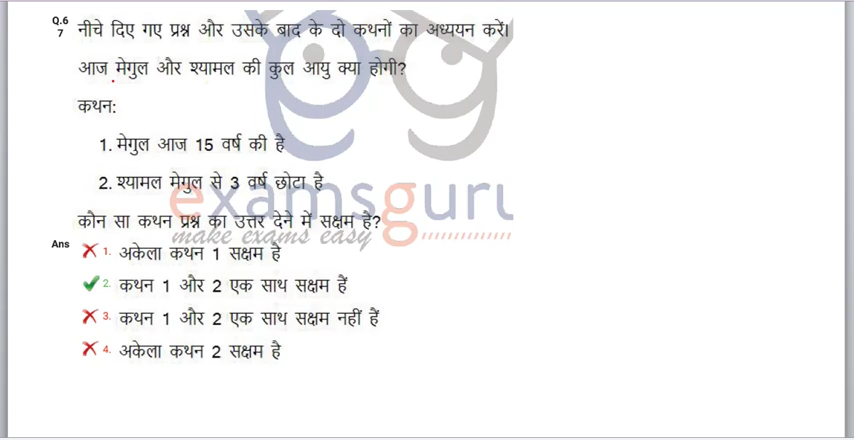 Q.6
7 नीचे दिए गए प्रश्न और उसके बाद के दो कथनों का अध्ययन करें।
आज मेगुल और श्यामल की कुल आयु क्या होगी?
कथन:
1. मेगुल आज 15 वर्ष की है
2. श्यामल मेगुल से 3 वर्ष छोटा है
examsguru
कौन सा कथन प्रश्न का उत्तर देने में सक्षम है?
make exams easy
Ans 1. अकेला कथन 1 सक्षम है
2. कथन 1 और 2 एक साथ सक्षम हैं
3. कथन 1 और 2 एक साथ सक्षम नहीं हैं
4. अकेला कथन 2 सक्षम है